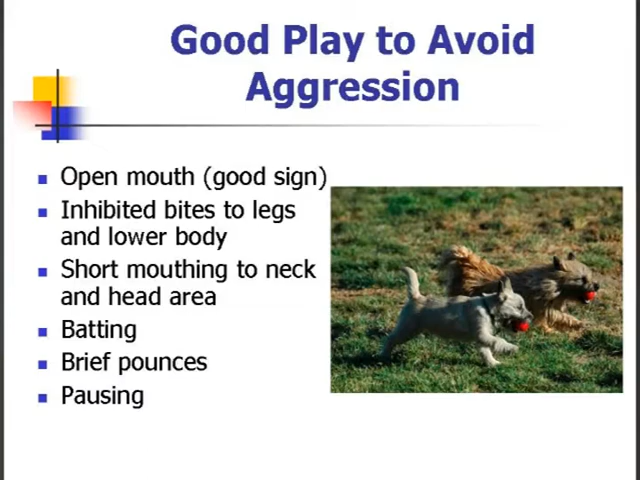 Good Play to Avoid
Aggression
Open mouth (good sign)
Inhibited bites to legs
and lower body
Short mouthing to neck
and head area
Batting
Brief pounces
Pausing